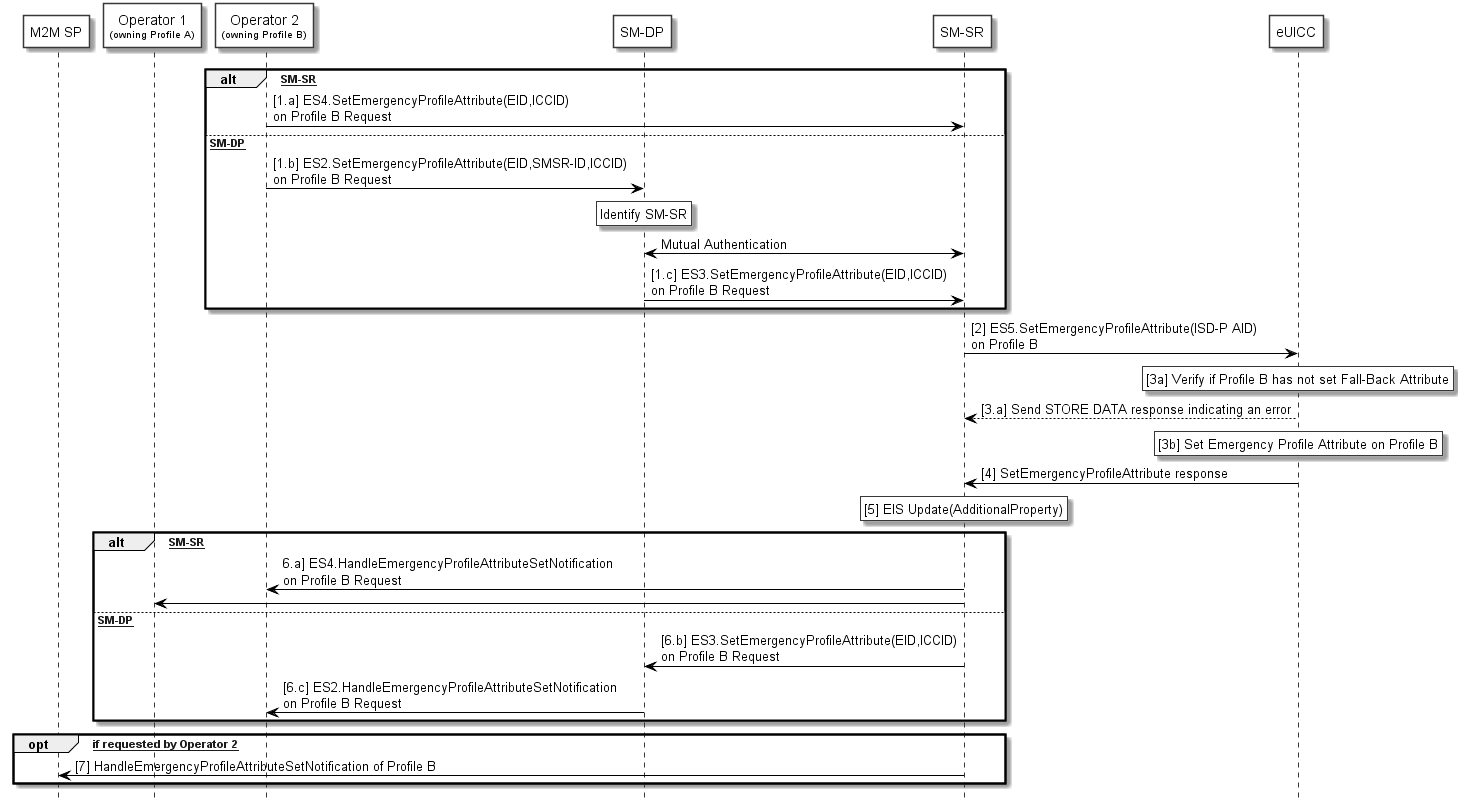 M2M SP
Operator 1
(owning Profile A)
Operator 2
(owning Profile B)
SM-DP
SM-SR
eUICC
alt
SM-SR
[1.a] ES4.SetEmergencyProfileAttribute(EID,ICCID)
on Profile B Request
SM-DP
[1.b] ES2.SetEmergencyProfileAttribute(EID,SMSR-ID,ICCID)
on Profile B Request
Identify SM-SR
Mutual Authentication
[1.c] ES3.SetEmergencyProfileAttribute(EID,ICCID)
on Profile B Request
[2] ES5.SetEmergencyProfileAttribute(ISD-P AID)
on Profile B
[3a] Verify if Profile B has not set Fall-Back Attribute
[3.a] Send STORE DATA response indicating an error
[3b] Set Emergency Profile Attribute on Profile B
[4] SetEmergencyProfileAttribute response
[5] EIS Update(AdditionalProperty)
alt
SM-SR
6.a] ES4.HandleEmergencyProfileAttributeSetNotification
on Profile B Request
SM-DP
[6.b] ES3.SetEmergencyProfileAttribute(EID,ICCID)
on Profile B Request
[6.c] ES2.HandleEmergencyProfileAttributeSetNotification
on Profile B Request
opt
if requested by Operator 2
[7] HandleEmergencyProfileAttributeSetNotification of Profile B